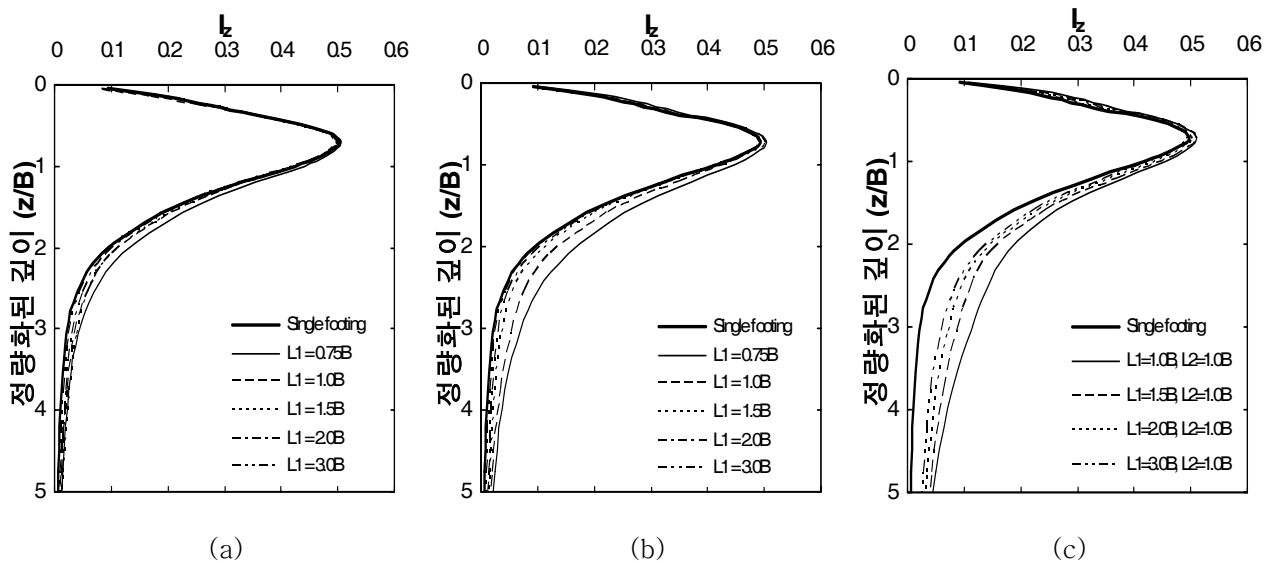 Iz
0 0.1 0.2 0.3 0.4 0.5 0.6
0
1
2
3
4
5
정량화된 깊이 (z/B)
Single footing
L1 = 0.75B
L1 = 1.0B
L1 = 1.5B
L1 = 2.0B
L1 = 3.0B
(a)
Iz
0 0.1 0.2 0.3 0.4 0.5 0.6
0
1
2
3
4
5
정량화된 깊이 (z/B)
Single footing
L1 = 0.75B
L1 = 1.0B
L1 = 1.5B
L1 = 2.0B
L1 = 3.0B
(b)
Iz
0 0.1 0.2 0.3 0.4 0.5 0.6
0
1
2
3
4
5
정량화된 깊이 (z/B)
Single footing
L1=1.0B, L2=1.0B
L1=1.5B, L2=1.0B
L1=2.0B, L2=1.0B
L1=3.0B, L2=1.0B
(c)